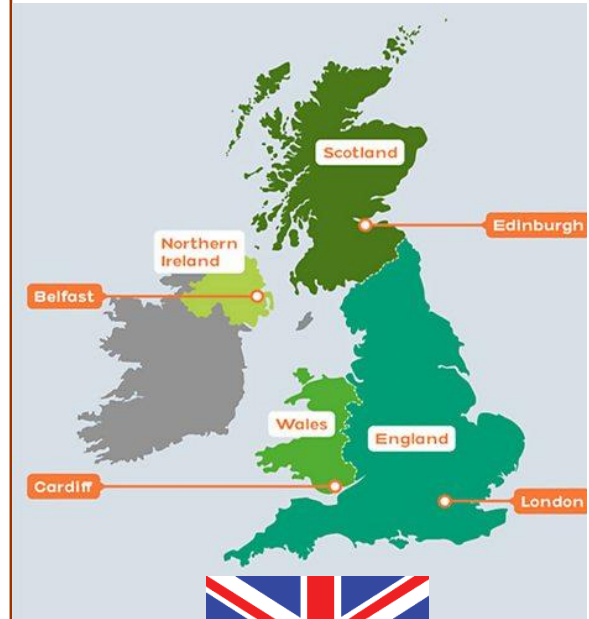 Scotland
Edinburgh
Northern
Ireland
Belfast
Wales
England
Cardiff
London